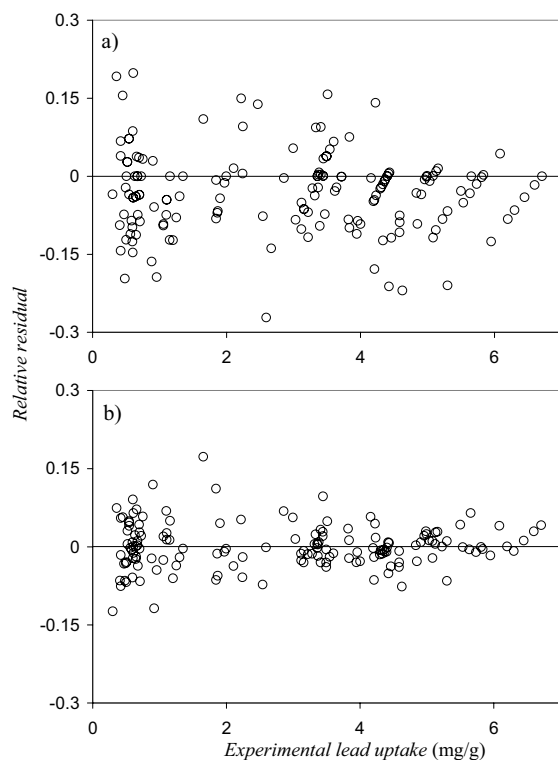 0.3
a)
0.15
0
-0.15
-0.3
0 2 4 6
Relative residual
0.3
b)
0.15
0
-0.15
-0.3
0 2 4 6
Experimental lead uptake (mg/g)